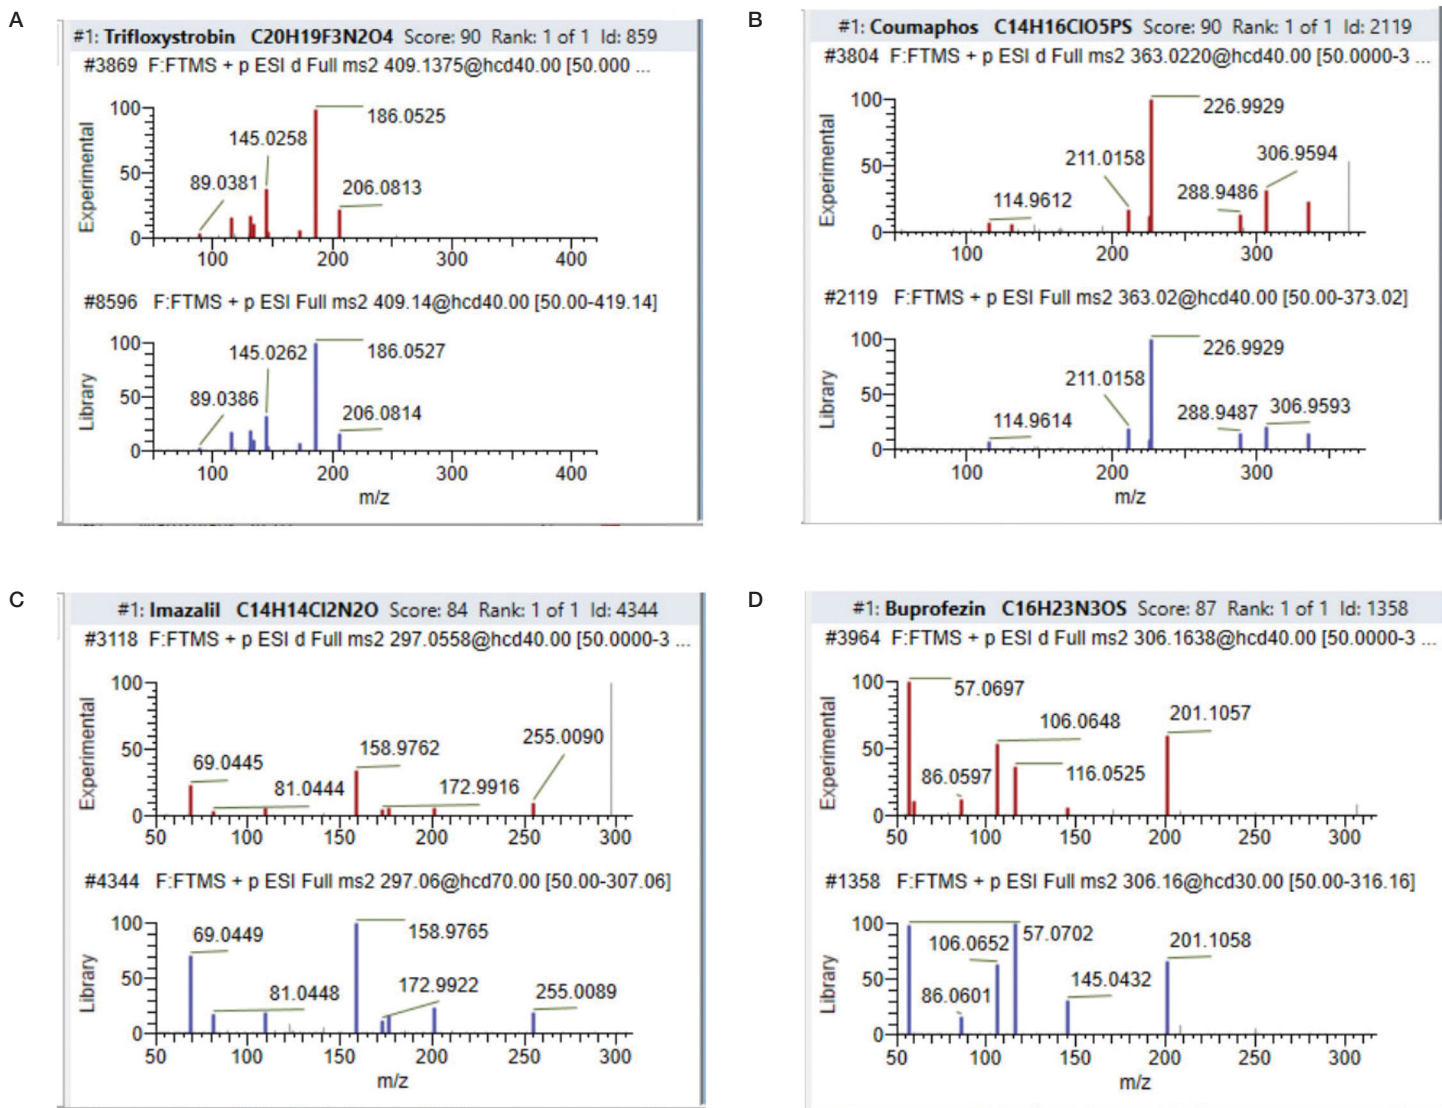 A
#1: Trifloxystrobin C20H19F3N2O4 Score: 90 Rank: 1 of 1 Id: 859
#3869 F:FTMS + p ESI d Full ms2 409.1375@hcd40.00 [50.000 ...
Experimental
100
50
0
89.0381
145.0258
186.0525
206.0813
100 200 300 400
#8596 F:FTMS + p ESI Full ms2 409.14@hcd40.00 [50.00-419.14]
Library
100
50
0
89.0386
145.0262
186.0527
206.0814
100 200 300 400
m/z
B
#1: Coumaphos C14H16ClO5PS Score: 90 Rank: 1 of 1 Id: 2119
#3804 F:FTMS + p ESI d Full ms2 363.0220@hcd40.00 [50.0000-3 ...
Experimental
100
50
0
114.9612
211.0158
226.9929
288.9486
306.9594
100 200 300
#2119 F:FTMS + p ESI Full ms2 363.02@hcd40.00 [50.00-373.02]
Library
100
50
0
114.9614
211.0158
226.9929
288.9487
306.9593
100 200 300
m/z
C
#1: Imazalil C14H14Cl2N2O Score: 84 Rank: 1 of 1 Id: 4344
#3118 F:FTMS + p ESI d Full ms2 297.0558@hcd40.00 [50.0000-3 ...
Experimental
100
50
0
69.0445
81.0444
158.9762
172.9916
255.0090
50 100 150 200 250 300
#4344 F:FTMS + p ESI Full ms2 297.06@hcd70.00 [50.00-307.06]
Library
100
50
0
69.0449
81.0448
158.9765
172.9922
255.0089
50 100 150 200 250 300
m/z
D
#1: Buprofezin C16H23N3OS Score: 87 Rank: 1 of 1 Id: 1358
#3964 F:FTMS + p ESI d Full ms2 306.1638@hcd40.00 [50.0000-3 ...
Experimental
100
50
0
57.0697
86.0597
106.0648
116.0525
201.1057
50 100 150 200 250 300
#1358 F:FTMS + p ESI Full ms2 306.16@hcd30.00 [50.00-316.16]
Library
100
50
0
106.0652
57.0702
86.0601
145.0432
201.1058
50 100 150 200 250 300
m/z